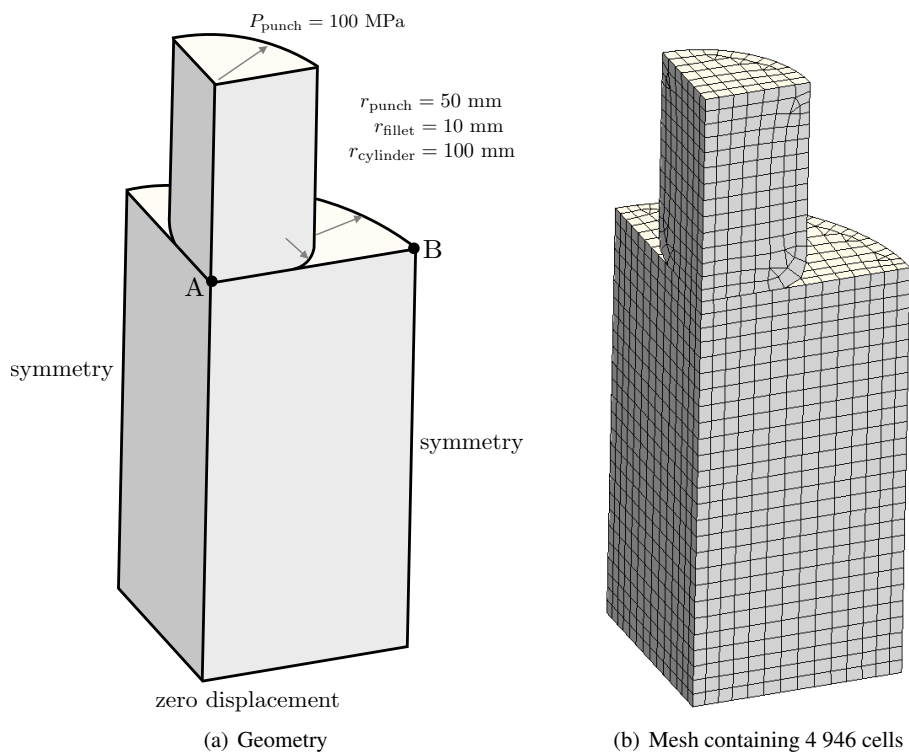 P_punch = 100 MPa
r_punch = 50 mm
r_fillet = 10 mm
r_cylinder = 100 mm
A
B
symmetry
symmetry
zero displacement
(a) Geometry
(b) Mesh containing 4 946 cells